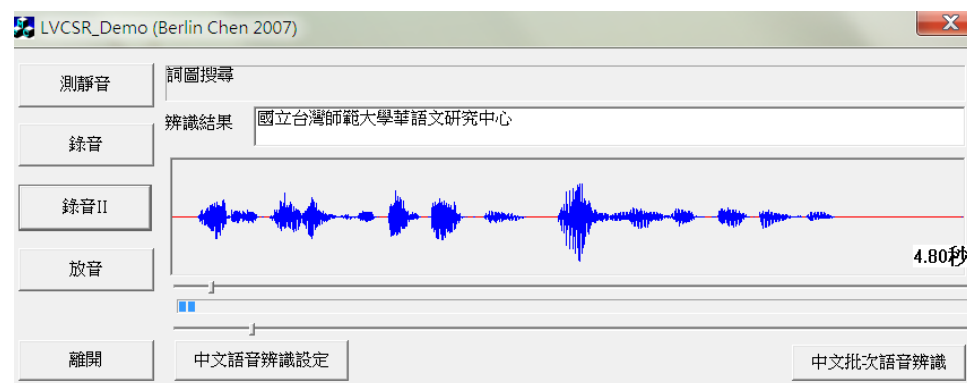 LVCSR_Demo (Berlin Chen 2007)
測靜音
詞圖搜尋
辨識結果
國立台灣師範大學華語文研究中心
錄音
錄音II
放音
4.80秒
離開
中文語音辨識設定
中文批次語音辨識